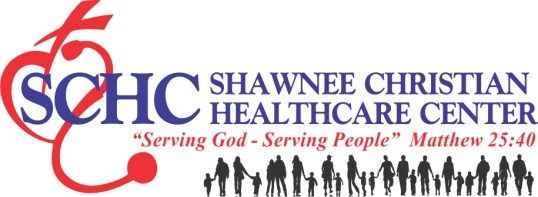 SCHC SHAWNEE CHRISTIAN
HEALTHCARE CENTER
“Serving God - Serving People” Matthew 25:40